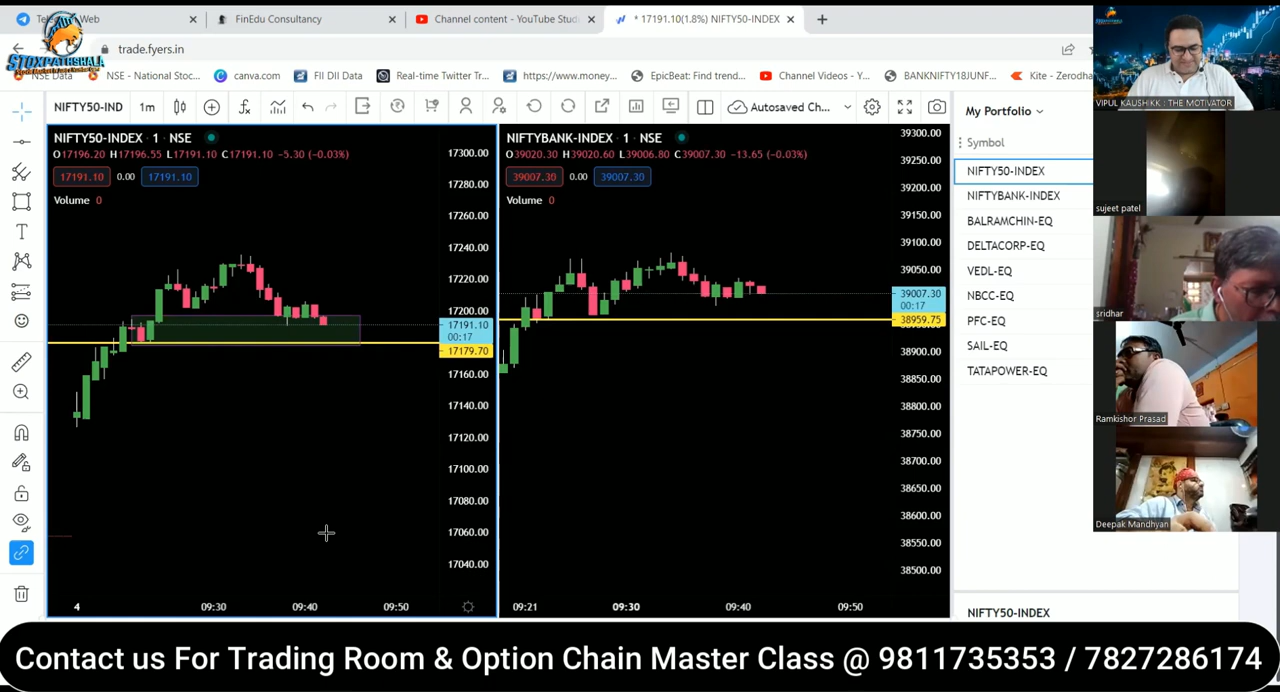 Web
FinEdu Consultancy
Channel content - YouTube Stud
* 17191.10(1.8%) NIFTY50-INDEX
STOXPATHSHALA
trade.fyers.in
NSE Data
NSE - National Stoc...
canva.com
FII DII Data
Real-time Twitter Tr...
https://www.money...
EpicBeat: Find trend...
Channel Videos - Y...
BANKNIFTY18JUNF...
Kite - Zerodha
NIFTY50-IND
1m
Autosaved Ch...
My Portfolio
NIFTY50-INDEX · 1 · NSE
O17196.20 H17196.55 L17191.10 C17191.10 -5.30 (-0.03%)
17191.10 0.00 17191.10
Volume 0
17300.00
17280.00
17260.00
17240.00
17220.00
17200.00
17191.10
00:17
17179.70
17160.00
17140.00
17120.00
17100.00
17080.00
17060.00
17040.00
4 09:30 09:40 09:50
NIFTYBANK-INDEX · 1 · NSE
O39020.30 H39020.60 L39006.80 C39007.30 -13.65 (-0.03%)
39007.30 0.00 39007.30
Volume 0
39300.00
39250.00
39200.00
39150.00
39100.00
39050.00
39007.30
00:17
38959.75
38900.00
38850.00
38800.00
38750.00
38700.00
38650.00
38600.00
38550.00
38500.00
09:21 09:30 09:40 09:50
Symbol
NIFTY50-INDEX
NIFTYBANK-INDEX
BALRAMCHIN-EQ
DELTACORP-EQ
VEDL-EQ
NBCC-EQ
PFC-EQ
SAIL-EQ
TATAPOWER-EQ
NIFTY50-INDEX
VIPUL KAUSHIKK : THE MOTIVATOR
sujeet patel
sridhar
Ramkishor Prasad
Deepak Mandhyan
Contact us For Trading Room & Option Chain Master Class @ 9811735353 / 7827286174